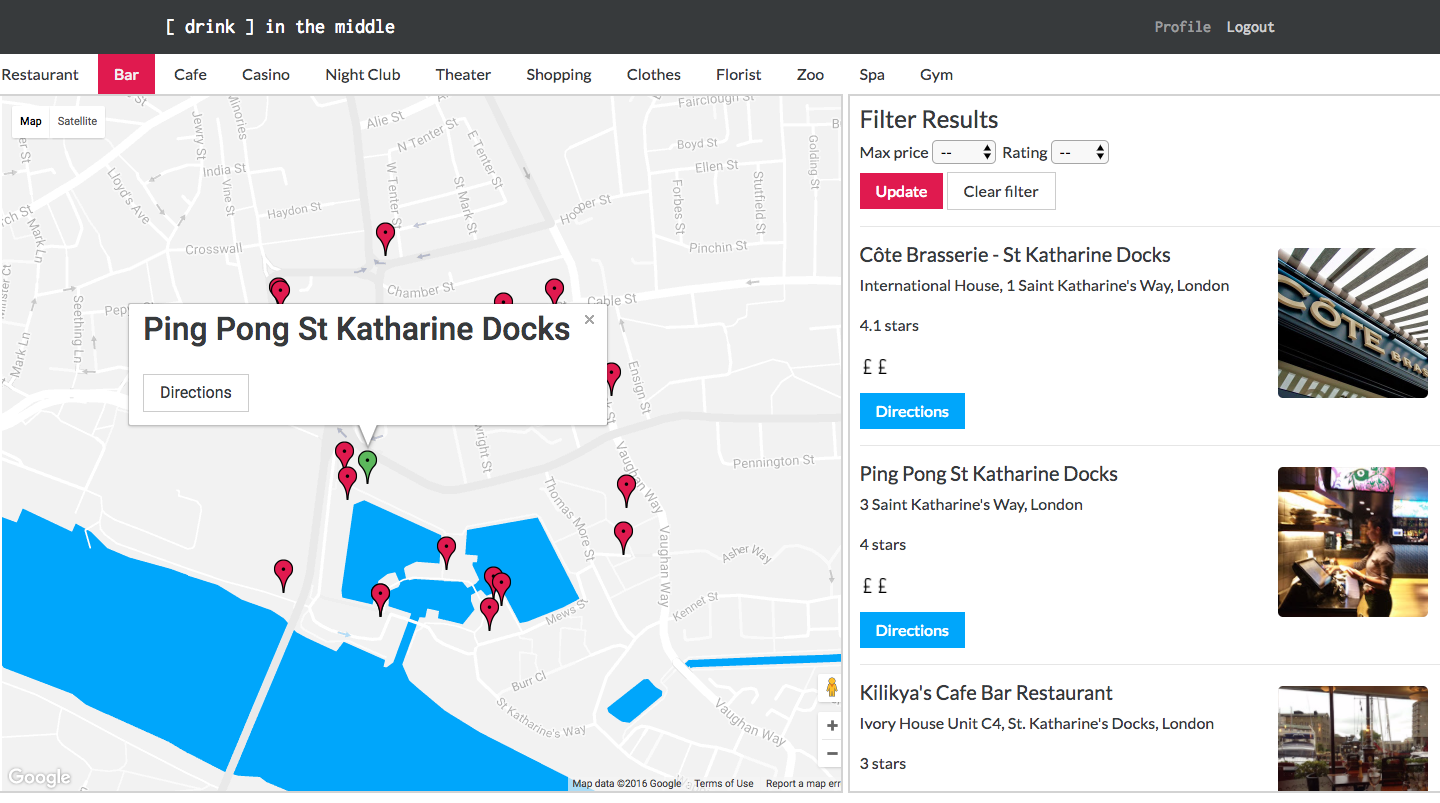 [ drink ] in the middle
Profile Logout
Restaurant Bar Cafe Casino Night Club Theater Shopping Clothes Florist Zoo Spa Gym
Map Satellite
Minories
Jewry St
Alie St
N Tenter St
E Tenter St
W Tenter St
St Mark St
Fairclough St
Boyd St
Ellen St
Golding St
Forbes St
Stutfield St
India St
Vine St
Lloyd's Ave
Haydon St
Hooper St
Mark Ln
Crosswall
Pinchin St
Chamber St
Cable St
Seething Ln
Mark Ln
Ping Pong St Katharine Docks
×
Directions
Ensign St
Vaughan Way
Pennington St
Thomas More St
Vaughan Way
Asher Way
Kennet St
Mews St
Burr Cl
St Katharine's Way
Vaughan Way
+
−
Google
Map data ©2016 Google Terms of Use Report a map err
Filter Results
Max price -- Rating --
Update Clear filter
Côte Brasserie - St Katharine Docks
International House, 1 Saint Katharine's Way, London
4.1 stars
£ £
Directions
CÔTE BRAS
Ping Pong St Katharine Docks
3 Saint Katharine's Way, London
4 stars
£ £
Directions
Kilikya's Cafe Bar Restaurant
Ivory House Unit C4, St. Katharine's Docks, London
3 stars